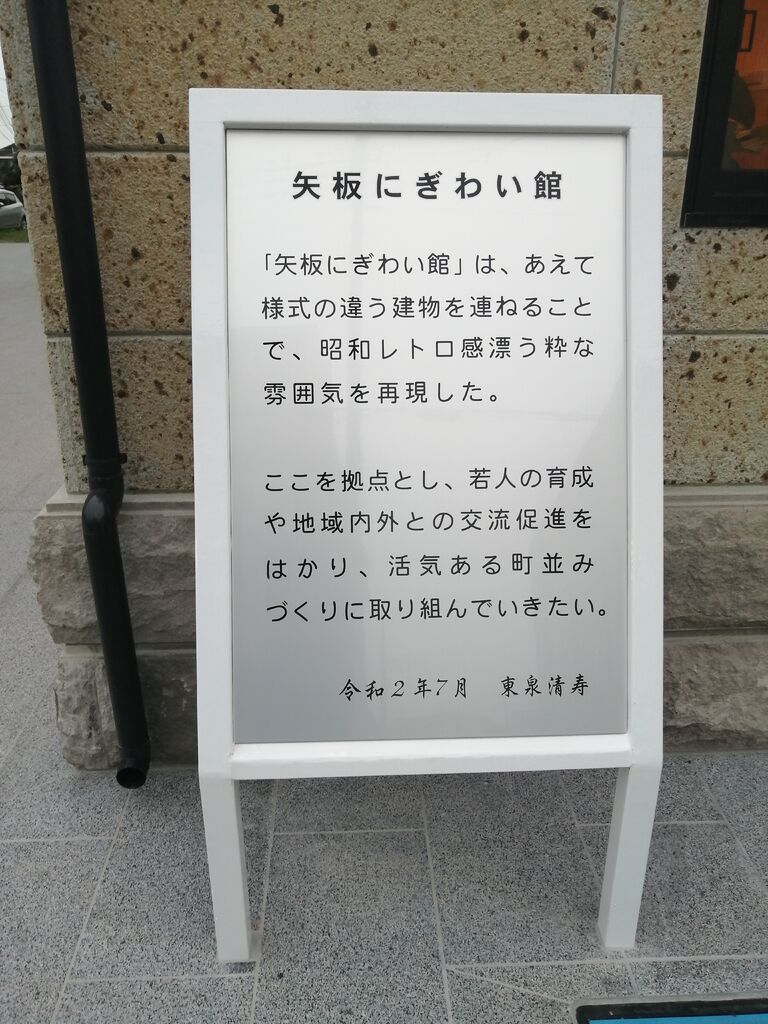 矢板にぎわい館
「矢板にぎわい館」は、あえて
様式の違う建物を連ねること
で、昭和レトロ感漂う粋な
雰囲気を再現した。
ここを拠点とし、若人の育成
や地域内外との交流促進を
はかり、活気ある町並み
づくりに取り組んでいきたい。
令和2年7月　東泉清寿